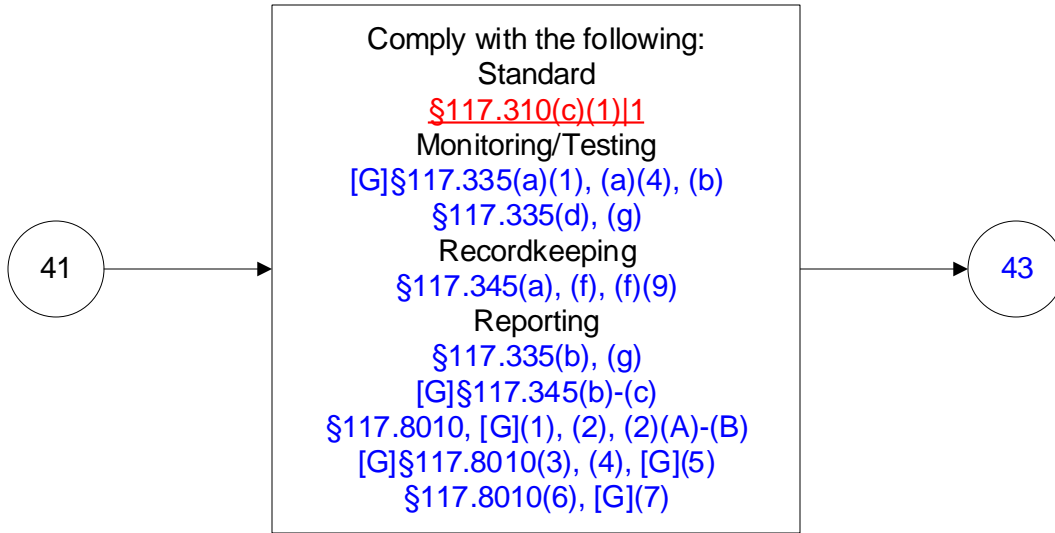 Comply with the following:
Standard
§117.310(c)(1)|1
Monitoring/Testing
[G]§117.335(a)(1), (a)(4), (b)
§117.335(d), (g)
Recordkeeping
§117.345(a), (f), (f)(9)
Reporting
§117.335(b), (g)
[G]§117.345(b)-(c)
§117.8010, [G](1), (2), (2)(A)-(B)
[G]§117.8010(3), (4), [G](5)
§117.8010(6), [G](7)
41
43